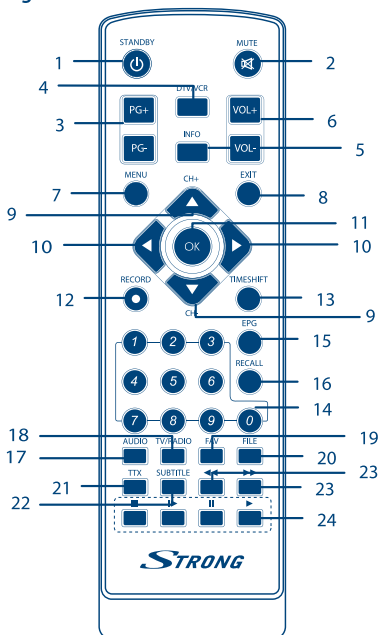 STANDBY MUTE
1 2
4 DTV/VCR
3 PG+ VOL+ 6
INFO
PG- VOL- 5
MENU CH+ EXIT
7 8
9
11
10 OK 10
RECORD TIMESHIFT
12 13
CH- 9
EPG
1 2 3 15
RECALL
4 5 6 16
7 8 9 0 14
18 19
AUDIO TV/RADIO FAV FILE
17 20
TTX SUBTITLE 23
21 23
22
24
STRONG